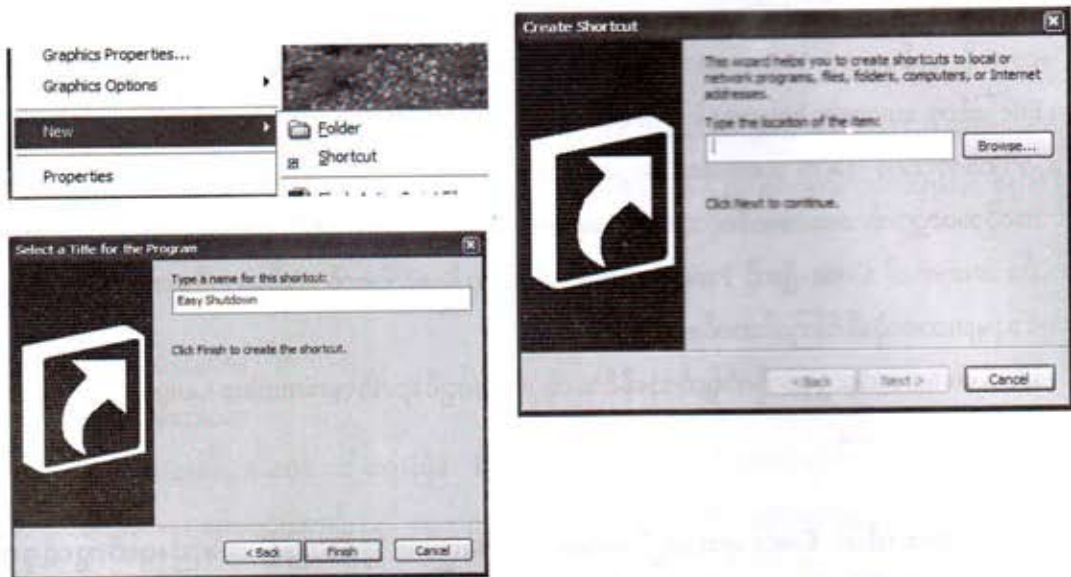 Graphics Properties...
Graphics Options
New
Folder
Shortcut
Properties
Create Shortcut
This wizard helps you to create shortcuts to local or
network programs, files, folders, computers, or Internet
addresses.
Type the location of the item:
Browse...
Click Next to continue.
< Back
Next >
Cancel
Select a Title for the Program
Type a name for this shortcut:
Easy Shutdown
Click Finish to create the shortcut.
< Back
Finish
Cancel